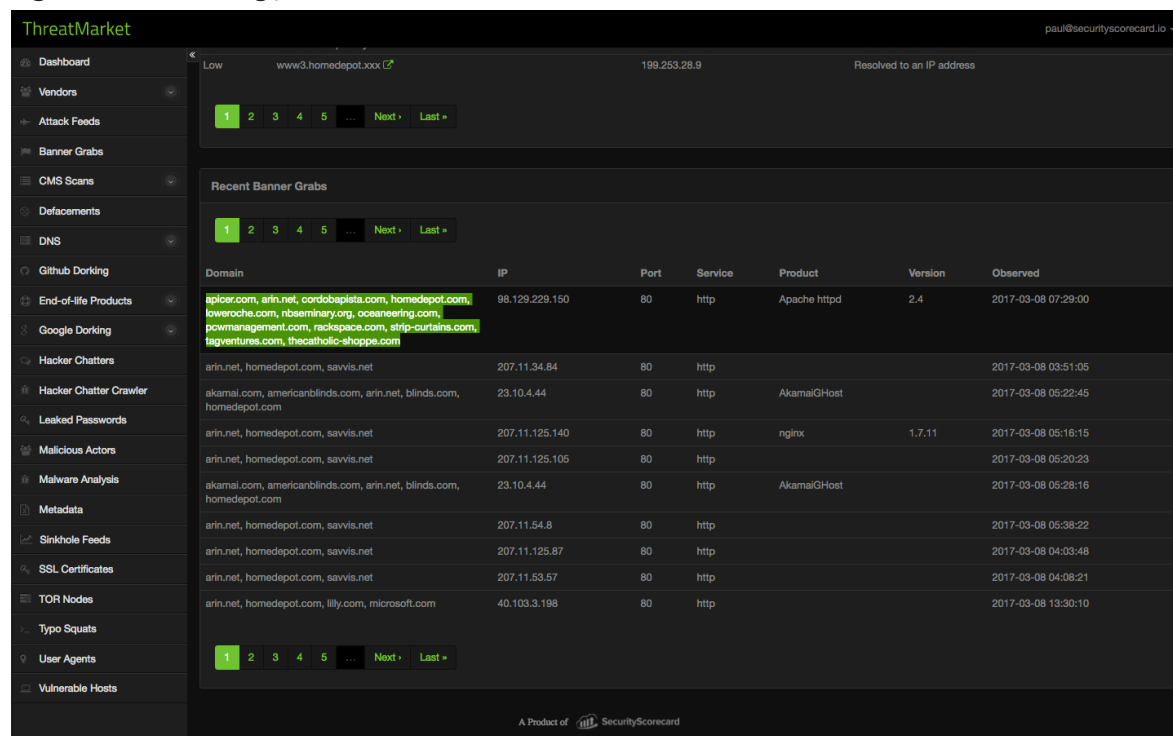 ThreatMarket
paul@securityscorecard.io
Dashboard
Vendors
Attack Feeds
Banner Grabs
CMS Scans
Defacements
DNS
Github Dorking
End-of-life Products
Google Dorking
Hacker Chatters
Hacker Chatter Crawler
Leaked Passwords
Malicious Actors
Malware Analysis
Metadata
Sinkhole Feeds
SSL Certificates
TOR Nodes
Typo Squats
User Agents
Vulnerable Hosts
«
Low www3.homedepot.xxx 199.253.28.9 Resolved to an IP address
1 2 3 4 5 … Next › Last »
Recent Banner Grabs
1 2 3 4 5 … Next › Last »
Domain IP Port Service Product Version Observed
apicer.com, arin.net, cordobapista.com, homedepot.com, 98.129.229.150 80 http Apache httpd 2.4 2017-03-08 07:29:00
loweroche.com, nbseminary.org, oceaneering.com,
pcwmanagement.com, rackspace.com, strip-curtains.com,
tagventures.com, thecatholic-shoppe.com
arin.net, homedepot.com, savvis.net 207.11.34.84 80 http 2017-03-08 03:51:05
akamai.com, americanblinds.com, arin.net, blinds.com, 23.10.4.44 80 http AkamaiGHost 2017-03-08 05:22:45
homedepot.com
arin.net, homedepot.com, savvis.net 207.11.125.140 80 http nginx 1.7.11 2017-03-08 05:16:15
arin.net, homedepot.com, savvis.net 207.11.125.105 80 http 2017-03-08 05:20:23
akamai.com, americanblinds.com, arin.net, blinds.com, 23.10.4.44 80 http AkamaiGHost 2017-03-08 05:28:16
homedepot.com
arin.net, homedepot.com, savvis.net 207.11.54.8 80 http 2017-03-08 05:38:22
arin.net, homedepot.com, savvis.net 207.11.125.87 80 http 2017-03-08 04:03:48
arin.net, homedepot.com, savvis.net 207.11.53.57 80 http 2017-03-08 04:08:21
arin.net, homedepot.com, lilly.com, microsoft.com 40.103.3.198 80 http 2017-03-08 13:30:10
1 2 3 4 5 … Next › Last »
A Product of SecurityScorecard